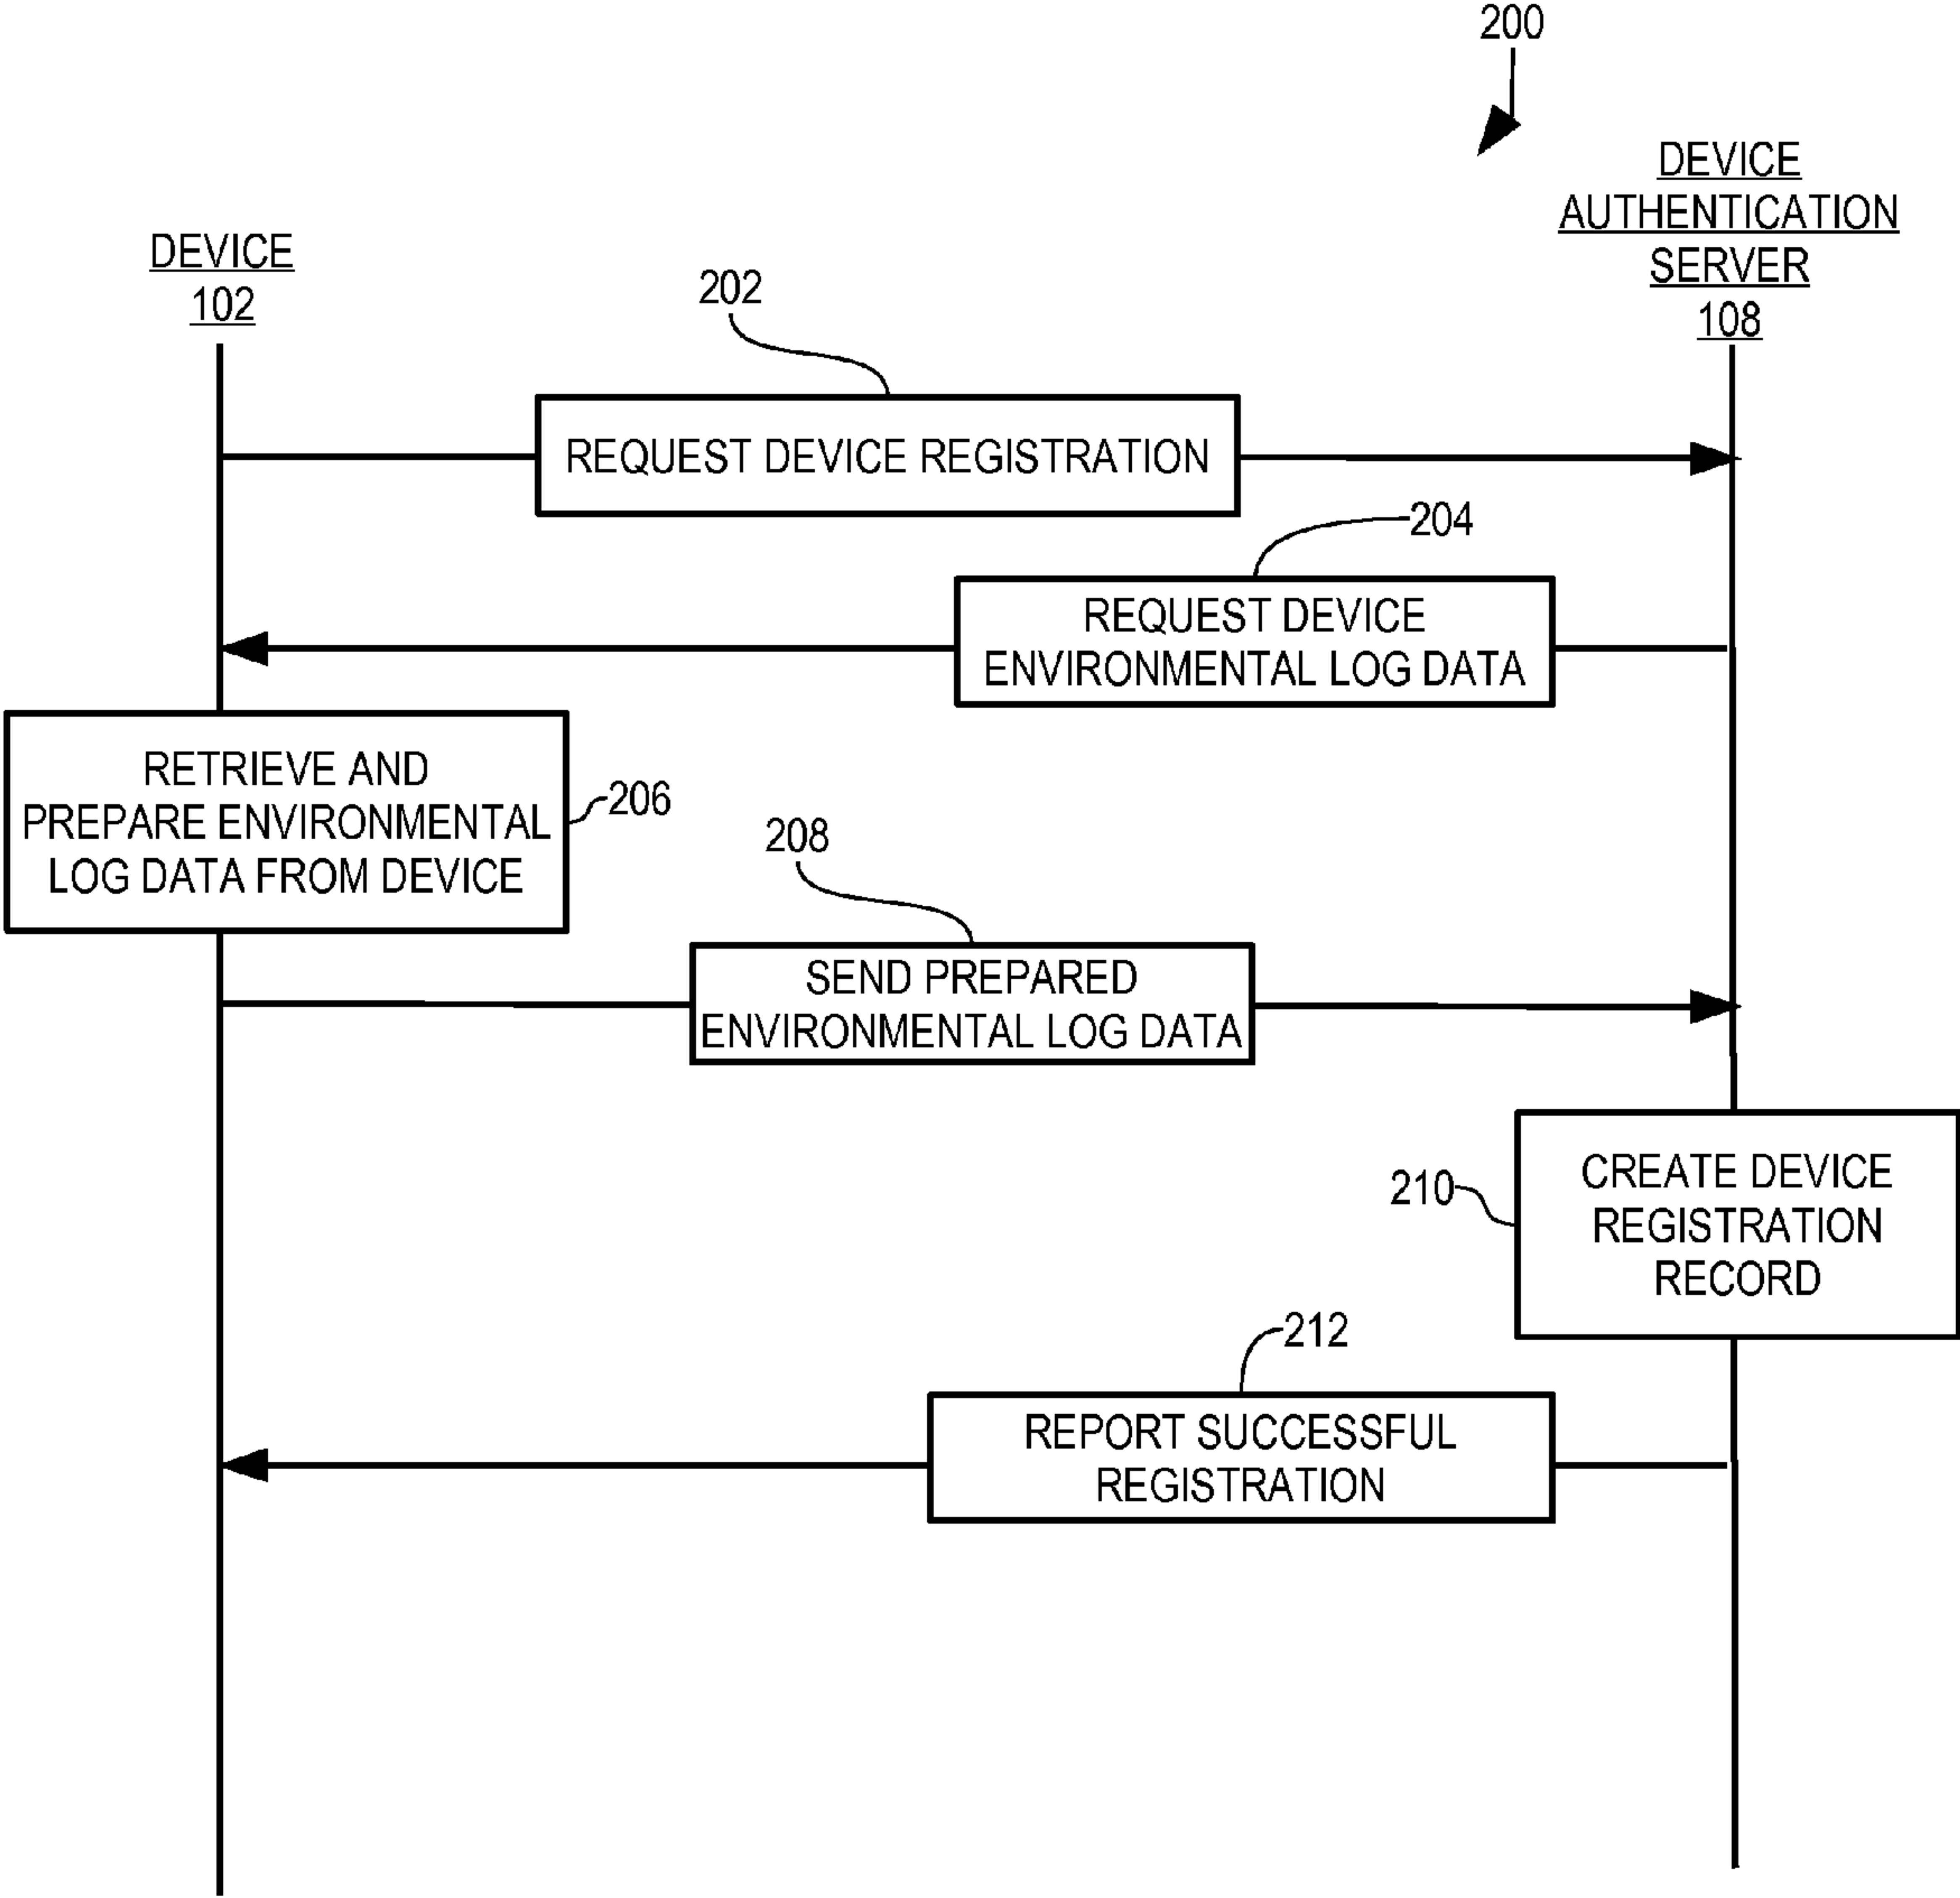 200
DEVICE
AUTHENTICATION
SERVER
108
DEVICE
102
202
REQUEST DEVICE REGISTRATION
204
REQUEST DEVICE
ENVIRONMENTAL LOG DATA
RETRIEVE AND
PREPARE ENVIRONMENTAL
LOG DATA FROM DEVICE
206
208
SEND PREPARED
ENVIRONMENTAL LOG DATA
210
CREATE DEVICE
REGISTRATION
RECORD
212
REPORT SUCCESSFUL
REGISTRATION